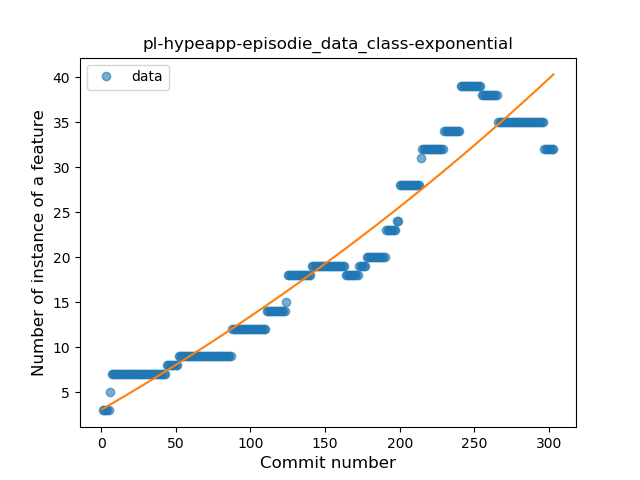 pl-hypeapp-episodie_data_class-exponential
data
Number of instance of a feature
40
35
30
25
20
15
10
5
0 50 100 150 200 250 300
Commit number